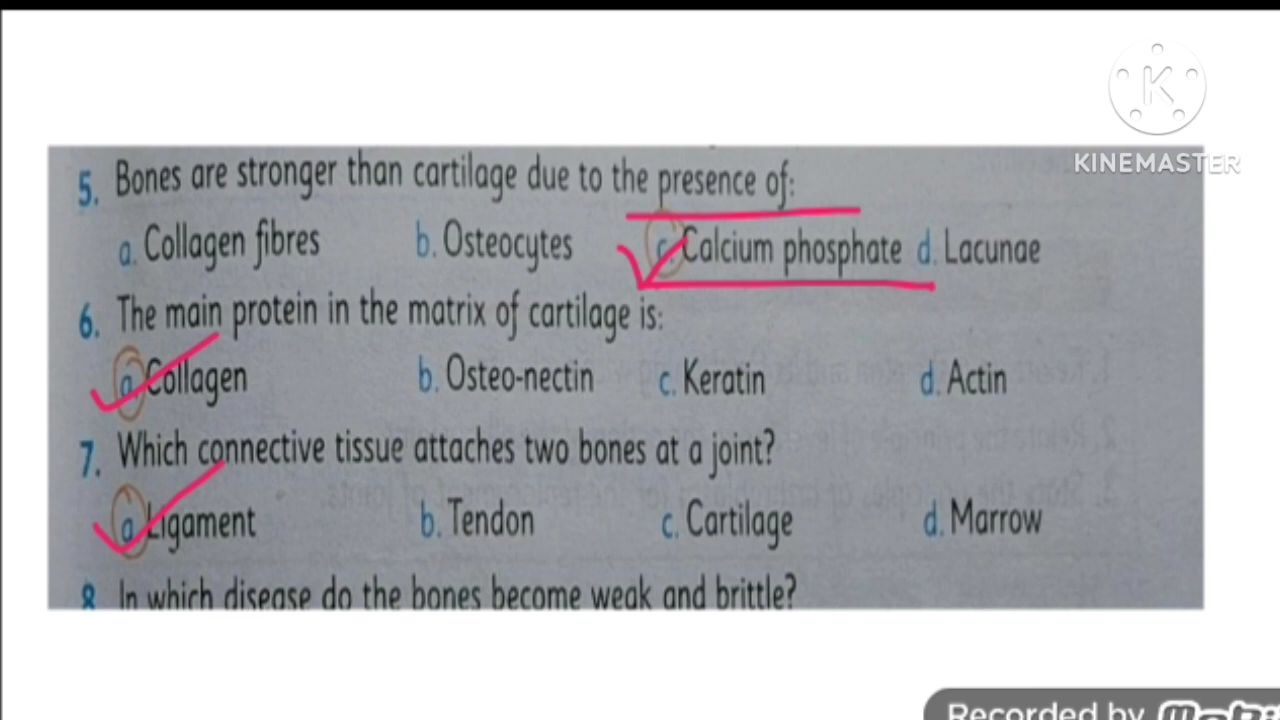 K
KINEMASTER
5. Bones are stronger than cartilage due to the presence of:
a. Collagen fibres b. Osteocytes c. Calcium phosphate d. Lacunae
6. The main protein in the matrix of cartilage is:
a. Collagen b. Osteo-nectin c. Keratin d. Actin
7. Which connective tissue attaches two bones at a joint?
a. Ligament b. Tendon c. Cartilage d. Marrow
8 In which disease do the bones become weak and brittle?
Recorded by